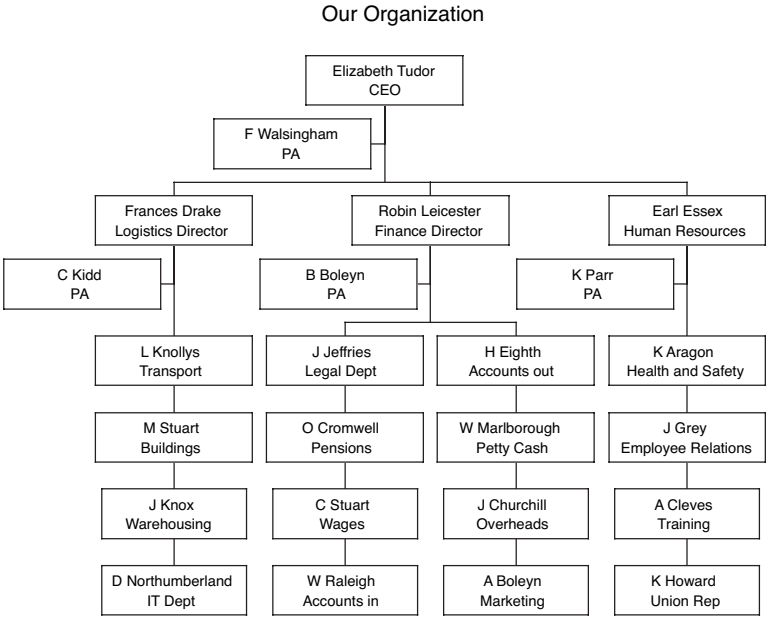 Our Organization
Elizabeth Tudor
CEO
F Walsingham
PA
Frances Drake
Logistics Director
Robin Leicester
Finance Director
Earl Essex
Human Resources
C Kidd
PA
B Boleyn
PA
K Parr
PA
L Knollys
Transport
J Jeffries
Legal Dept
H Eighth
Accounts out
K Aragon
Health and Safety
M Stuart
Buildings
O Cromwell
Pensions
W Marlborough
Petty Cash
J Grey
Employee Relations
J Knox
Warehousing
C Stuart
Wages
J Churchill
Overheads
A Cleves
Training
D Northumberland
IT Dept
W Raleigh
Accounts in
A Boleyn
Marketing
K Howard
Union Rep